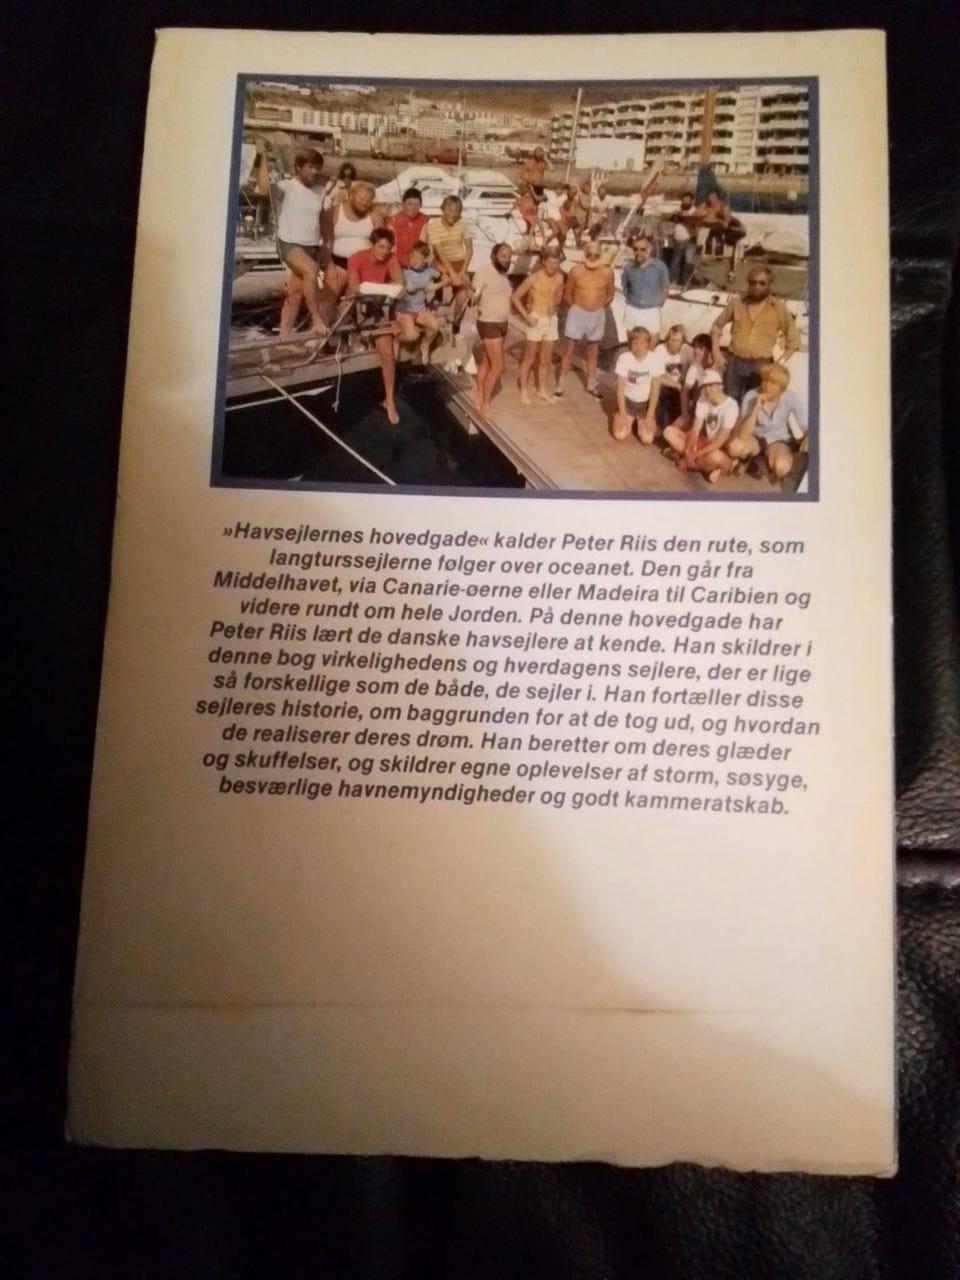 »Havsejlernes hovedgade« kalder Peter Riis den rute, som
langturssejlerne følger over oceanet. Den går fra
Middelhavet, via Canarie-øerne eller Madeira til Caribien og
videre rundt om hele Jorden. På denne hovedgade har
Peter Riis lært de danske havsejlere at kende. Han skildrer i
denne bog virkelighedens og hverdagens sejlere, der er lige
så forskellige som de både, de sejler i. Han fortæller disse
sejleres historie, om baggrunden for at de tog ud, og hvordan
de realiserer deres drøm. Han beretter om deres glæder
og skuffelser, og skildrer egne oplevelser af storm, søsyge,
besværlige havnemyndigheder og godt kammeratskab.